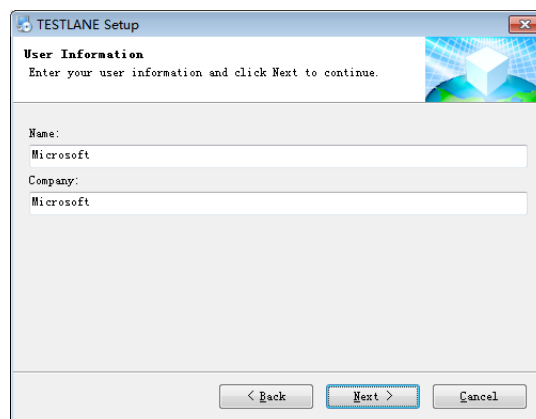 TESTLANE Setup
User Information
Enter your user information and click Next to continue.
Name:
Microsoft
Company:
Microsoft
< Back
Next >
Cancel